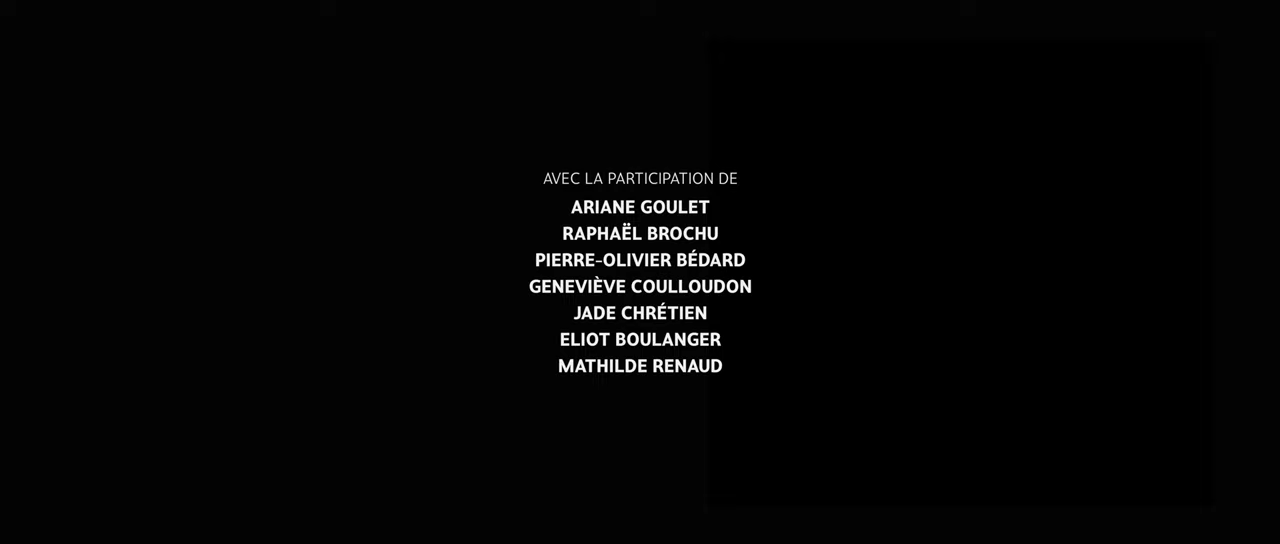 AVEC LA PARTICIPATION DE
ARIANE GOULET
RAPHAËL BROCHU
PIERRE-OLIVIER BÉDARD
GENEVIÈVE COULLOUDON
JADE CHRÉTIEN
ELIOT BOULANGER
MATHILDE RENAUD